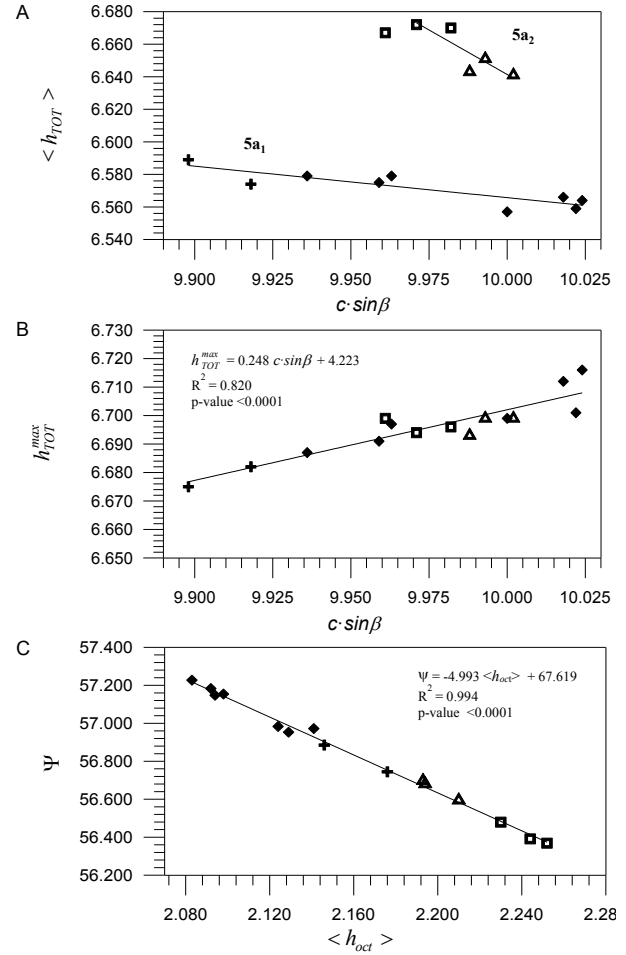 A
6.680
6.660
6.640
6.620
6.600
6.580
6.560
6.540
< h_TOT >
5a₁
5a₂
9.900 9.925 9.950 9.975 10.000 10.025
c· sinβ
B
6.730
6.720
6.710
6.700
6.690
6.680
6.670
6.660
6.650
h_TOT^max
h_TOT^max = 0.248 c·sinβ + 4.223
R² = 0.820
p-value <0.0001
9.900 9.925 9.950 9.975 10.000 10.025
c· sinβ
C
57.400
57.200
57.000
56.800
56.600
56.400
56.200
Ψ
Ψ = -4.993 <h_oct> + 67.619
R² = 0.994
p-value <0.0001
2.080 2.120 2.160 2.200 2.240 2.28
< h_oct >